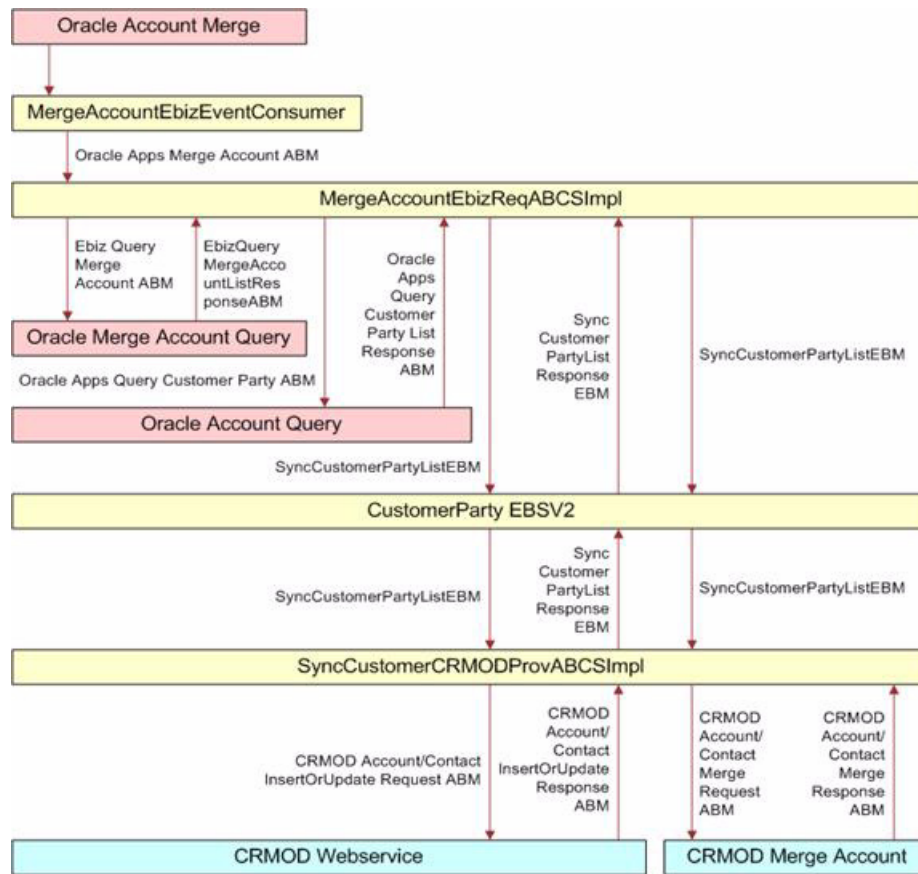 Oracle Account Merge
MergeAccountEbizEventConsumer
Oracle Apps Merge Account ABM
MergeAccountEbizReqABCSImpl
Ebiz Query
Merge
Account ABM
EbizQuery
MergeAcco
untListRes
ponseABM
Oracle
Apps
Query
Customer
Party List
Response
ABM
Sync
Customer
PartyList
Response
EBM
SyncCustomerPartyListEBM
Oracle Merge Account Query
Oracle Apps Query Customer Party ABM
Oracle Account Query
SyncCustomerPartyListEBM
CustomerParty EBSV2
SyncCustomerPartyListEBM
Sync
Customer
PartyList
Response
EBM
SyncCustomerPartyListEBM
SyncCustomerCRMODProvABCSImpl
CRMOD Account/Contact
InsertOrUpdate Request ABM
CRMOD
Account/
Contact
InsertOrUpdate
Response
ABM
CRMOD
Account/
Contact
Merge
Request
ABM
CRMOD
Account/
Contact
Merge
Response
ABM
CRMOD Webservice
CRMOD Merge Account